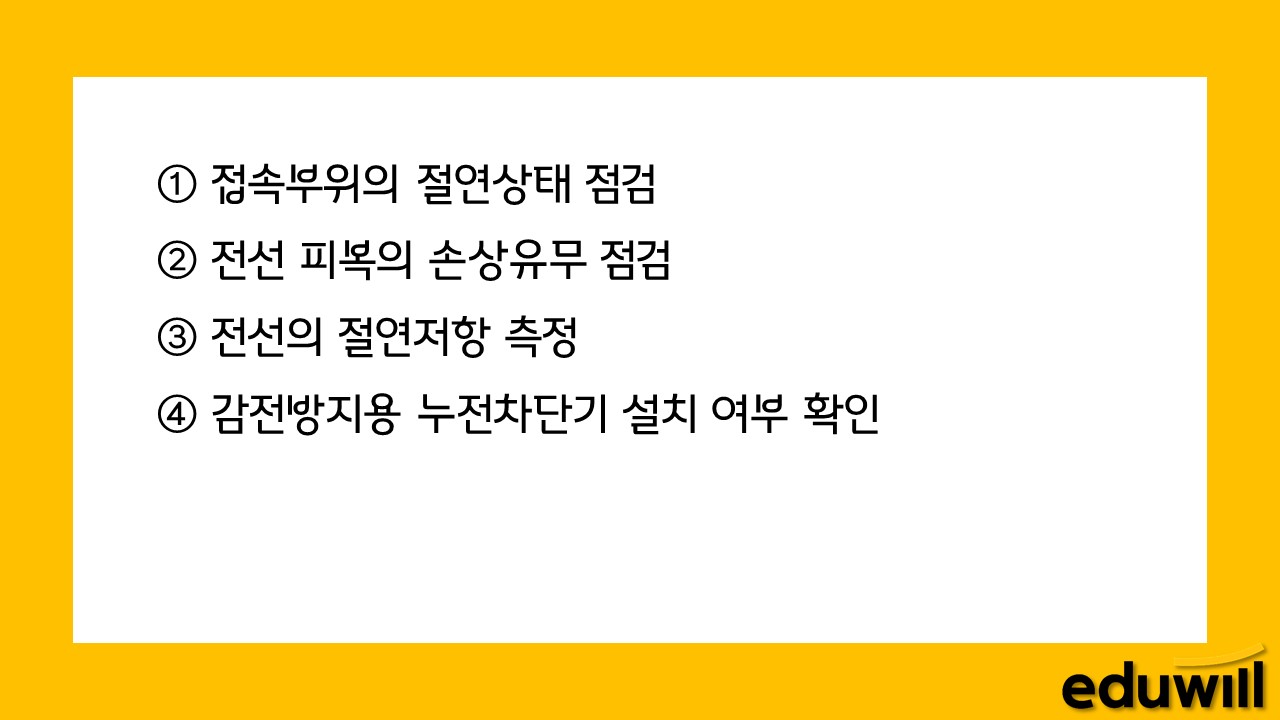 ① 접속부위의 절연상태 점검
② 전선 피복의 손상유무 점검
③ 전선의 절연저항 측정
④ 감전방지용 누전차단기 설치 여부 확인
eduwill